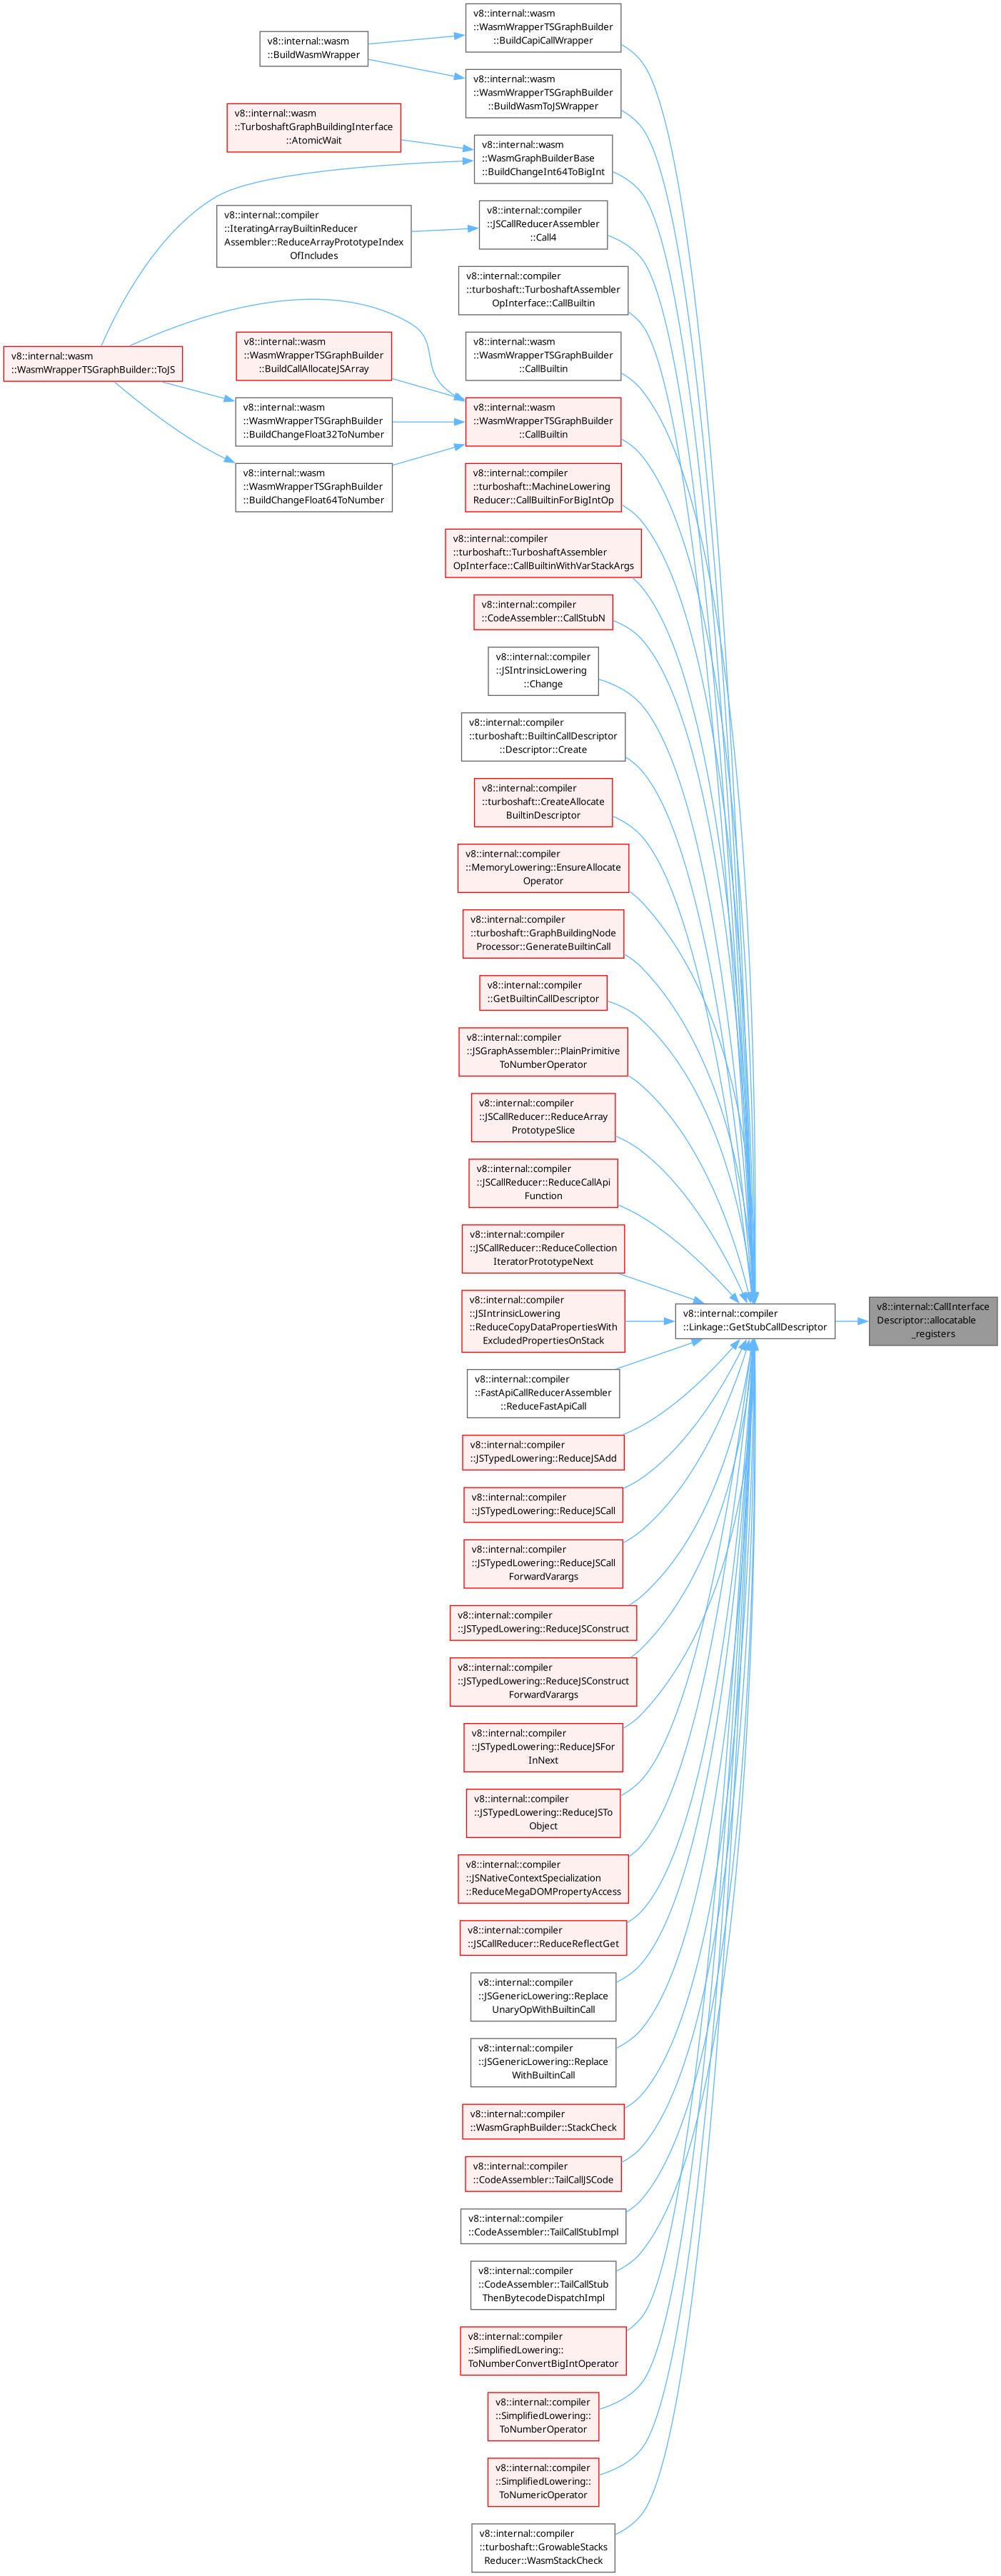 v8::internal::wasm
::WasmWrapperTSGraphBuilder
::BuildCapiCallWrapper
v8::internal::wasm
::BuildWasmWrapper
v8::internal::wasm
::WasmWrapperTSGraphBuilder
::BuildWasmToJSWrapper
v8::internal::wasm
::TurboshaftGraphBuildingInterface
::AtomicWait
v8::internal::wasm
::WasmGraphBuilderBase
::BuildChangeInt64ToBigInt
v8::internal::compiler
::JSCallReducerAssembler
::Call4
v8::internal::compiler
::IteratingArrayBuiltinReducer
Assembler::ReduceArrayPrototypeIndex
OfIncludes
v8::internal::compiler
::turboshaft::TurboshaftAssembler
OpInterface::CallBuiltin
v8::internal::wasm
::WasmWrapperTSGraphBuilder
::CallBuiltin
v8::internal::wasm
::WasmWrapperTSGraphBuilder::ToJS
v8::internal::wasm
::WasmWrapperTSGraphBuilder
::BuildCallAllocateJSArray
v8::internal::wasm
::WasmWrapperTSGraphBuilder
::BuildChangeFloat32ToNumber
v8::internal::wasm
::WasmWrapperTSGraphBuilder
::CallBuiltin
v8::internal::wasm
::WasmWrapperTSGraphBuilder
::BuildChangeFloat64ToNumber
v8::internal::compiler
::turboshaft::MachineLowering
Reducer::CallBuiltinForBigIntOp
v8::internal::compiler
::turboshaft::TurboshaftAssembler
OpInterface::CallBuiltinWithVarStackArgs
v8::internal::compiler
::CodeAssembler::CallStubN
v8::internal::compiler
::JSIntrinsicLowering
::Change
v8::internal::compiler
::turboshaft::BuiltinCallDescriptor
::Descriptor::Create
v8::internal::compiler
::turboshaft::CreateAllocate
BuiltinDescriptor
v8::internal::compiler
::MemoryLowering::EnsureAllocate
Operator
v8::internal::compiler
::turboshaft::GraphBuildingNode
Processor::GenerateBuiltinCall
v8::internal::compiler
::GetBuiltinCallDescriptor
v8::internal::compiler
::JSGraphAssembler::PlainPrimitive
ToNumberOperator
v8::internal::compiler
::JSCallReducer::ReduceArray
PrototypeSlice
v8::internal::compiler
::JSCallReducer::ReduceCallApi
Function
v8::internal::compiler
::JSCallReducer::ReduceCollection
IteratorPrototypeNext
v8::internal::compiler
::JSIntrinsicLowering
::ReduceCopyDataPropertiesWith
ExcludedPropertiesOnStack
v8::internal::compiler
::Linkage::GetStubCallDescriptor
v8::internal::CallInterface
Descriptor::allocatable
_registers
v8::internal::compiler
::FastApiCallReducerAssembler
::ReduceFastApiCall
v8::internal::compiler
::JSTypedLowering::ReduceJSAdd
v8::internal::compiler
::JSTypedLowering::ReduceJSCall
v8::internal::compiler
::JSTypedLowering::ReduceJSCall
ForwardVarargs
v8::internal::compiler
::JSTypedLowering::ReduceJSConstruct
v8::internal::compiler
::JSTypedLowering::ReduceJSConstruct
ForwardVarargs
v8::internal::compiler
::JSTypedLowering::ReduceJSFor
InNext
v8::internal::compiler
::JSTypedLowering::ReduceJSTo
Object
v8::internal::compiler
::JSNativeContextSpecialization
::ReduceMegaDOMPropertyAccess
v8::internal::compiler
::JSCallReducer::ReduceReflectGet
v8::internal::compiler
::JSGenericLowering::Replace
UnaryOpWithBuiltinCall
v8::internal::compiler
::JSGenericLowering::Replace
WithBuiltinCall
v8::internal::compiler
::WasmGraphBuilder::StackCheck
v8::internal::compiler
::CodeAssembler::TailCallJSCode
v8::internal::compiler
::CodeAssembler::TailCallStubImpl
v8::internal::compiler
::CodeAssembler::TailCallStub
ThenBytecodeDispatchImpl
v8::internal::compiler
::SimplifiedLowering::
ToNumberConvertBigIntOperator
v8::internal::compiler
::SimplifiedLowering::
ToNumberOperator
v8::internal::compiler
::SimplifiedLowering::
ToNumericOperator
v8::internal::compiler
::turboshaft::GrowableStacks
Reducer::WasmStackCheck